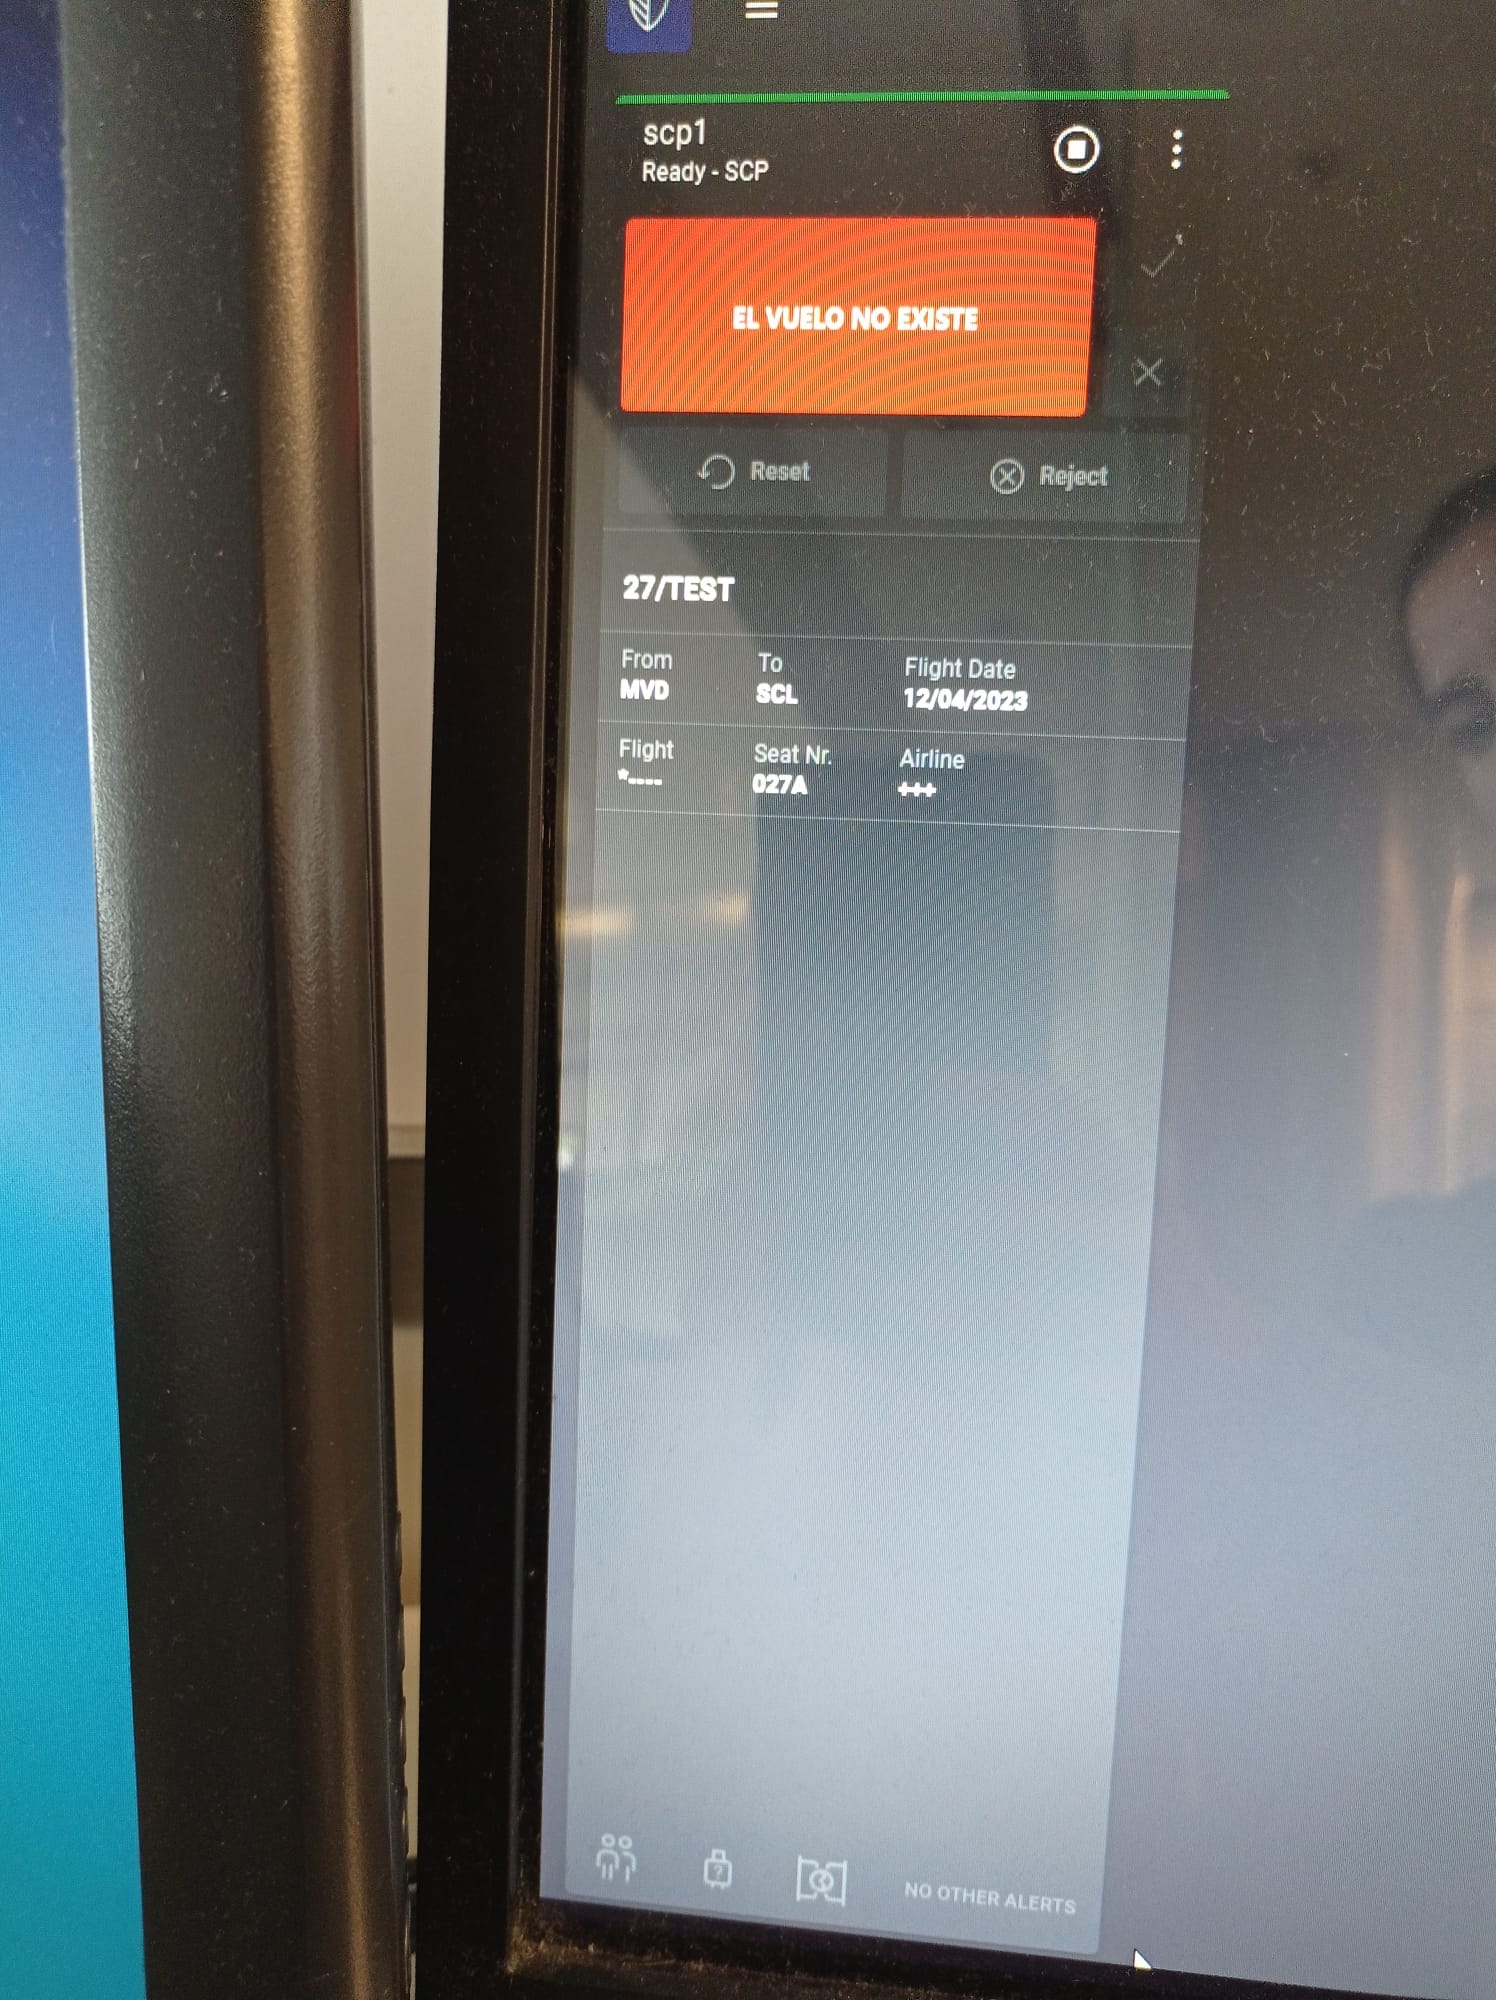 scp1
Ready - SCP
EL VUELO NO EXISTE
Reset
Reject
27/TEST
From To Flight Date
MVD SCL 12/04/2023
Flight Seat Nr. Airline
*---- 027A +++
?
NO OTHER ALERTS